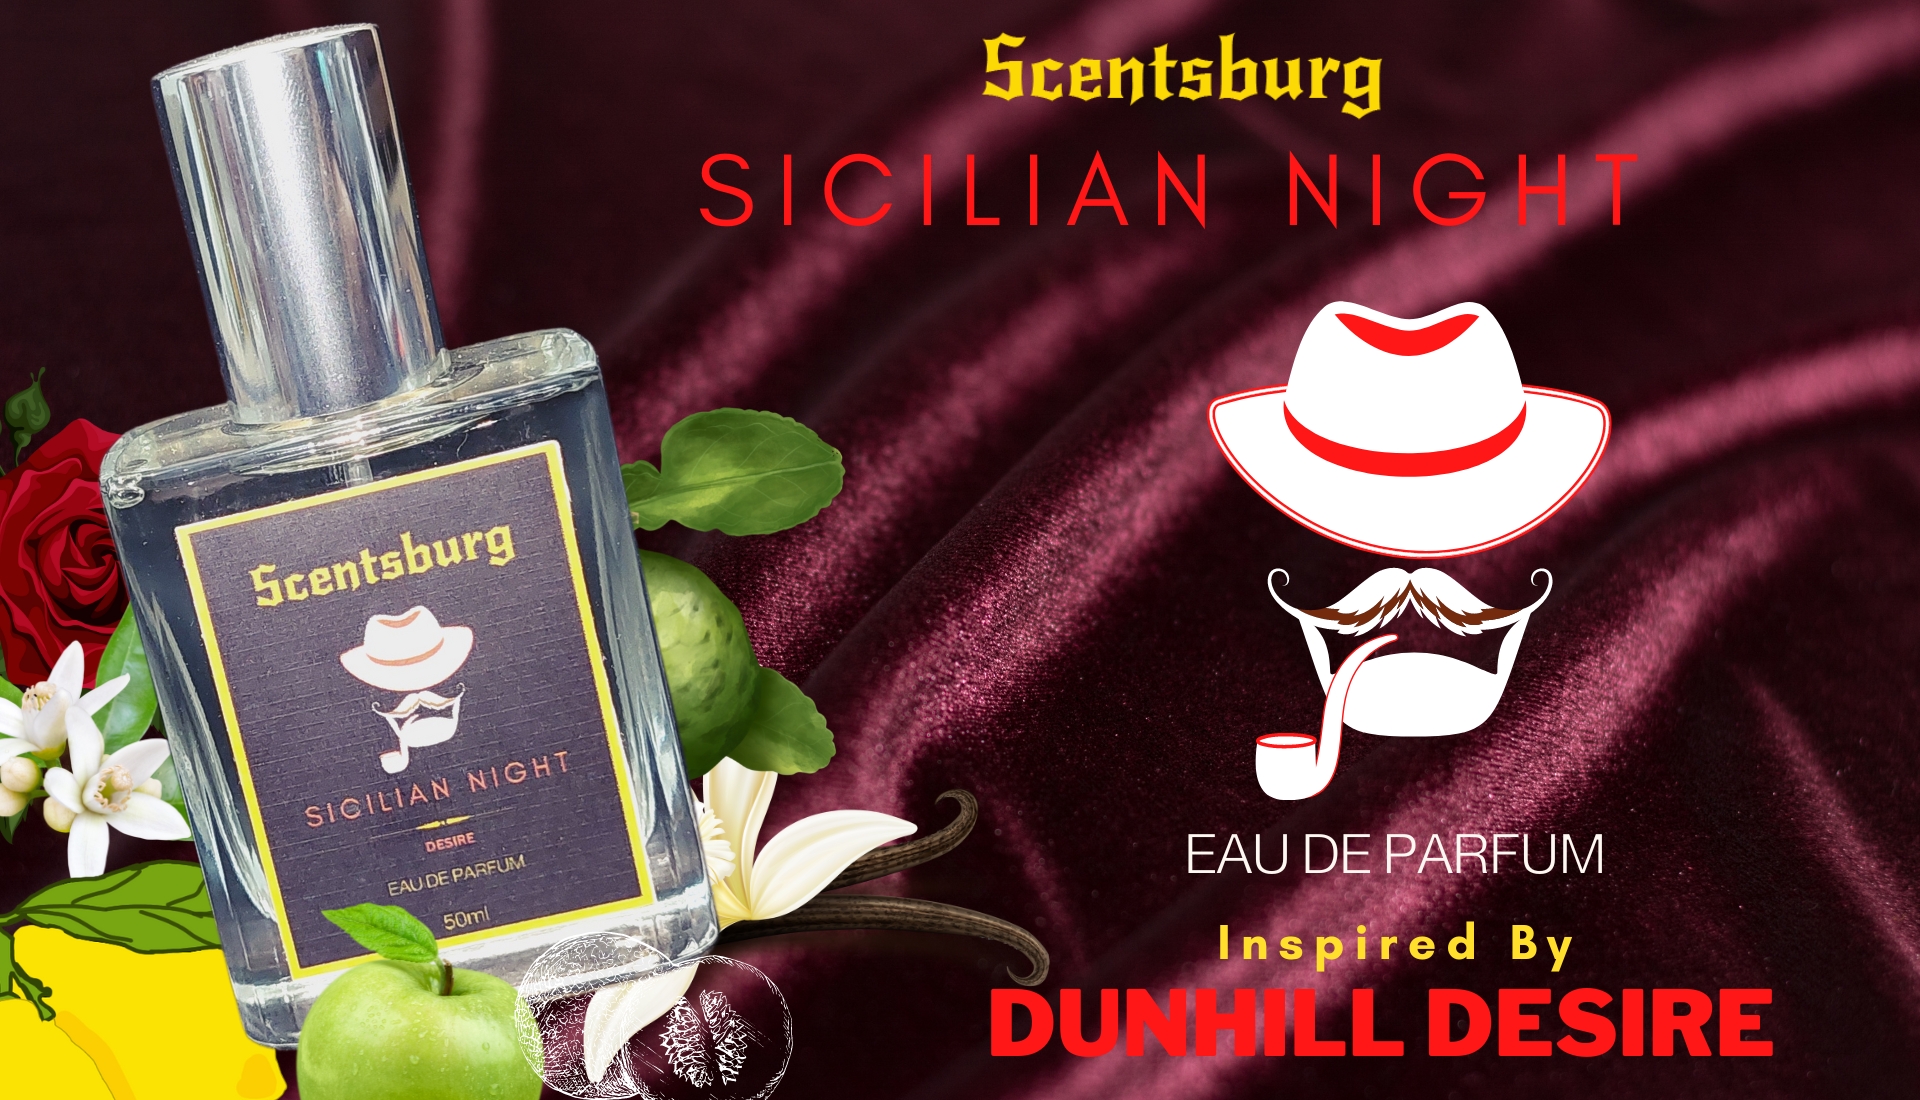 Scentsburg
SICILIAN NIGHT
EAU DE PARFUM
Inspired By
DUNHILL DESIRE
Scentsburg
SICILIAN NIGHT
DESIRE
EAU DE PARFUM
50ml